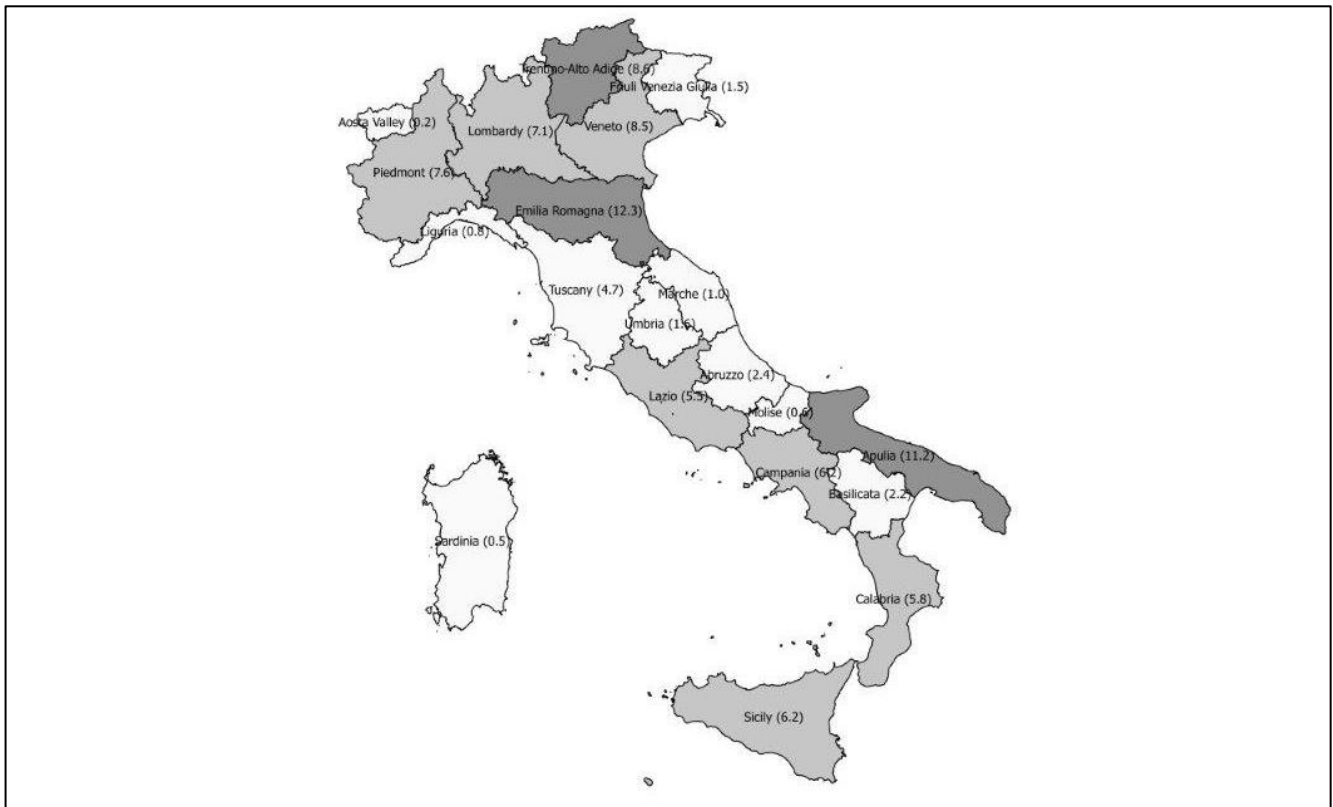 Trentino-Alto Adige (8.6)
Friuli Venezia Giulia (1.5)
Aosta Valley (0.2)
Lombardy (7.1)
Veneto (8.5)
Piedmont (7.6)
Emilia Romagna (12.3)
Liguria (0.8)
Tuscany (4.7)
Marche (1.0)
Umbria (1.6)
Abruzzo (2.4)
Lazio (5.5)
Molise (0.6)
Apulia (11.2)
Campania (6.2)
Basilicata (2.2)
Sardinia (0.5)
Calabria (5.8)
Sicily (6.2)